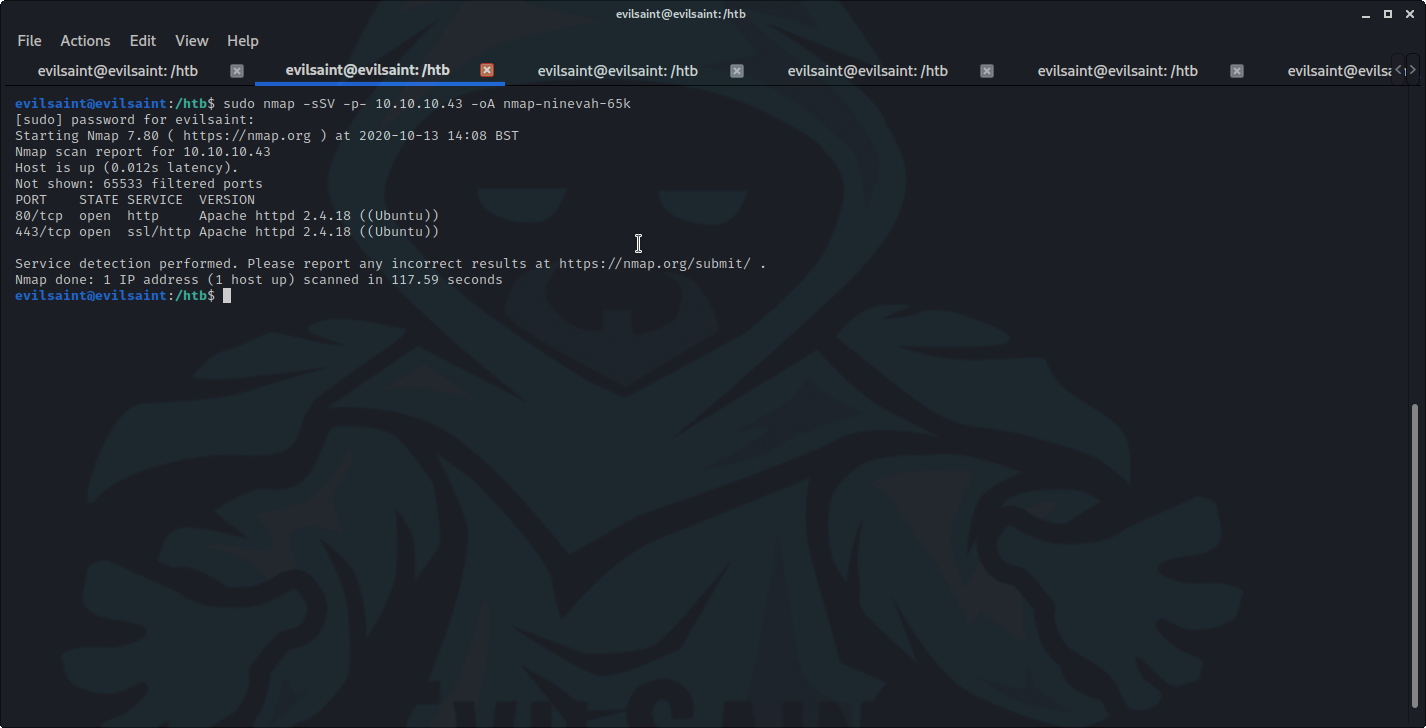 evilsaint@evilsaint: /htb
File Actions Edit View Help
evilsaint@evilsaint: /htb evilsaint@evilsaint: /htb evilsaint@evilsaint: /htb evilsaint@evilsaint: /htb evilsaint@evilsaint: /htb evilsaint@evilsa
evilsaint@evilsaint:/htb$ sudo nmap -sSV -p- 10.10.10.43 -oA nmap-ninevah-65k
[sudo] password for evilsaint:
Starting Nmap 7.80 ( https://nmap.org ) at 2020-10-13 14:08 BST
Nmap scan report for 10.10.10.43
Host is up (0.012s latency).
Not shown: 65533 filtered ports
PORT    STATE SERVICE  VERSION
80/tcp  open  http     Apache httpd 2.4.18 ((Ubuntu))
443/tcp open  ssl/http Apache httpd 2.4.18 ((Ubuntu))
Service detection performed. Please report any incorrect results at https://nmap.org/submit/ .
Nmap done: 1 IP address (1 host up) scanned in 117.59 seconds
evilsaint@evilsaint:/htb$